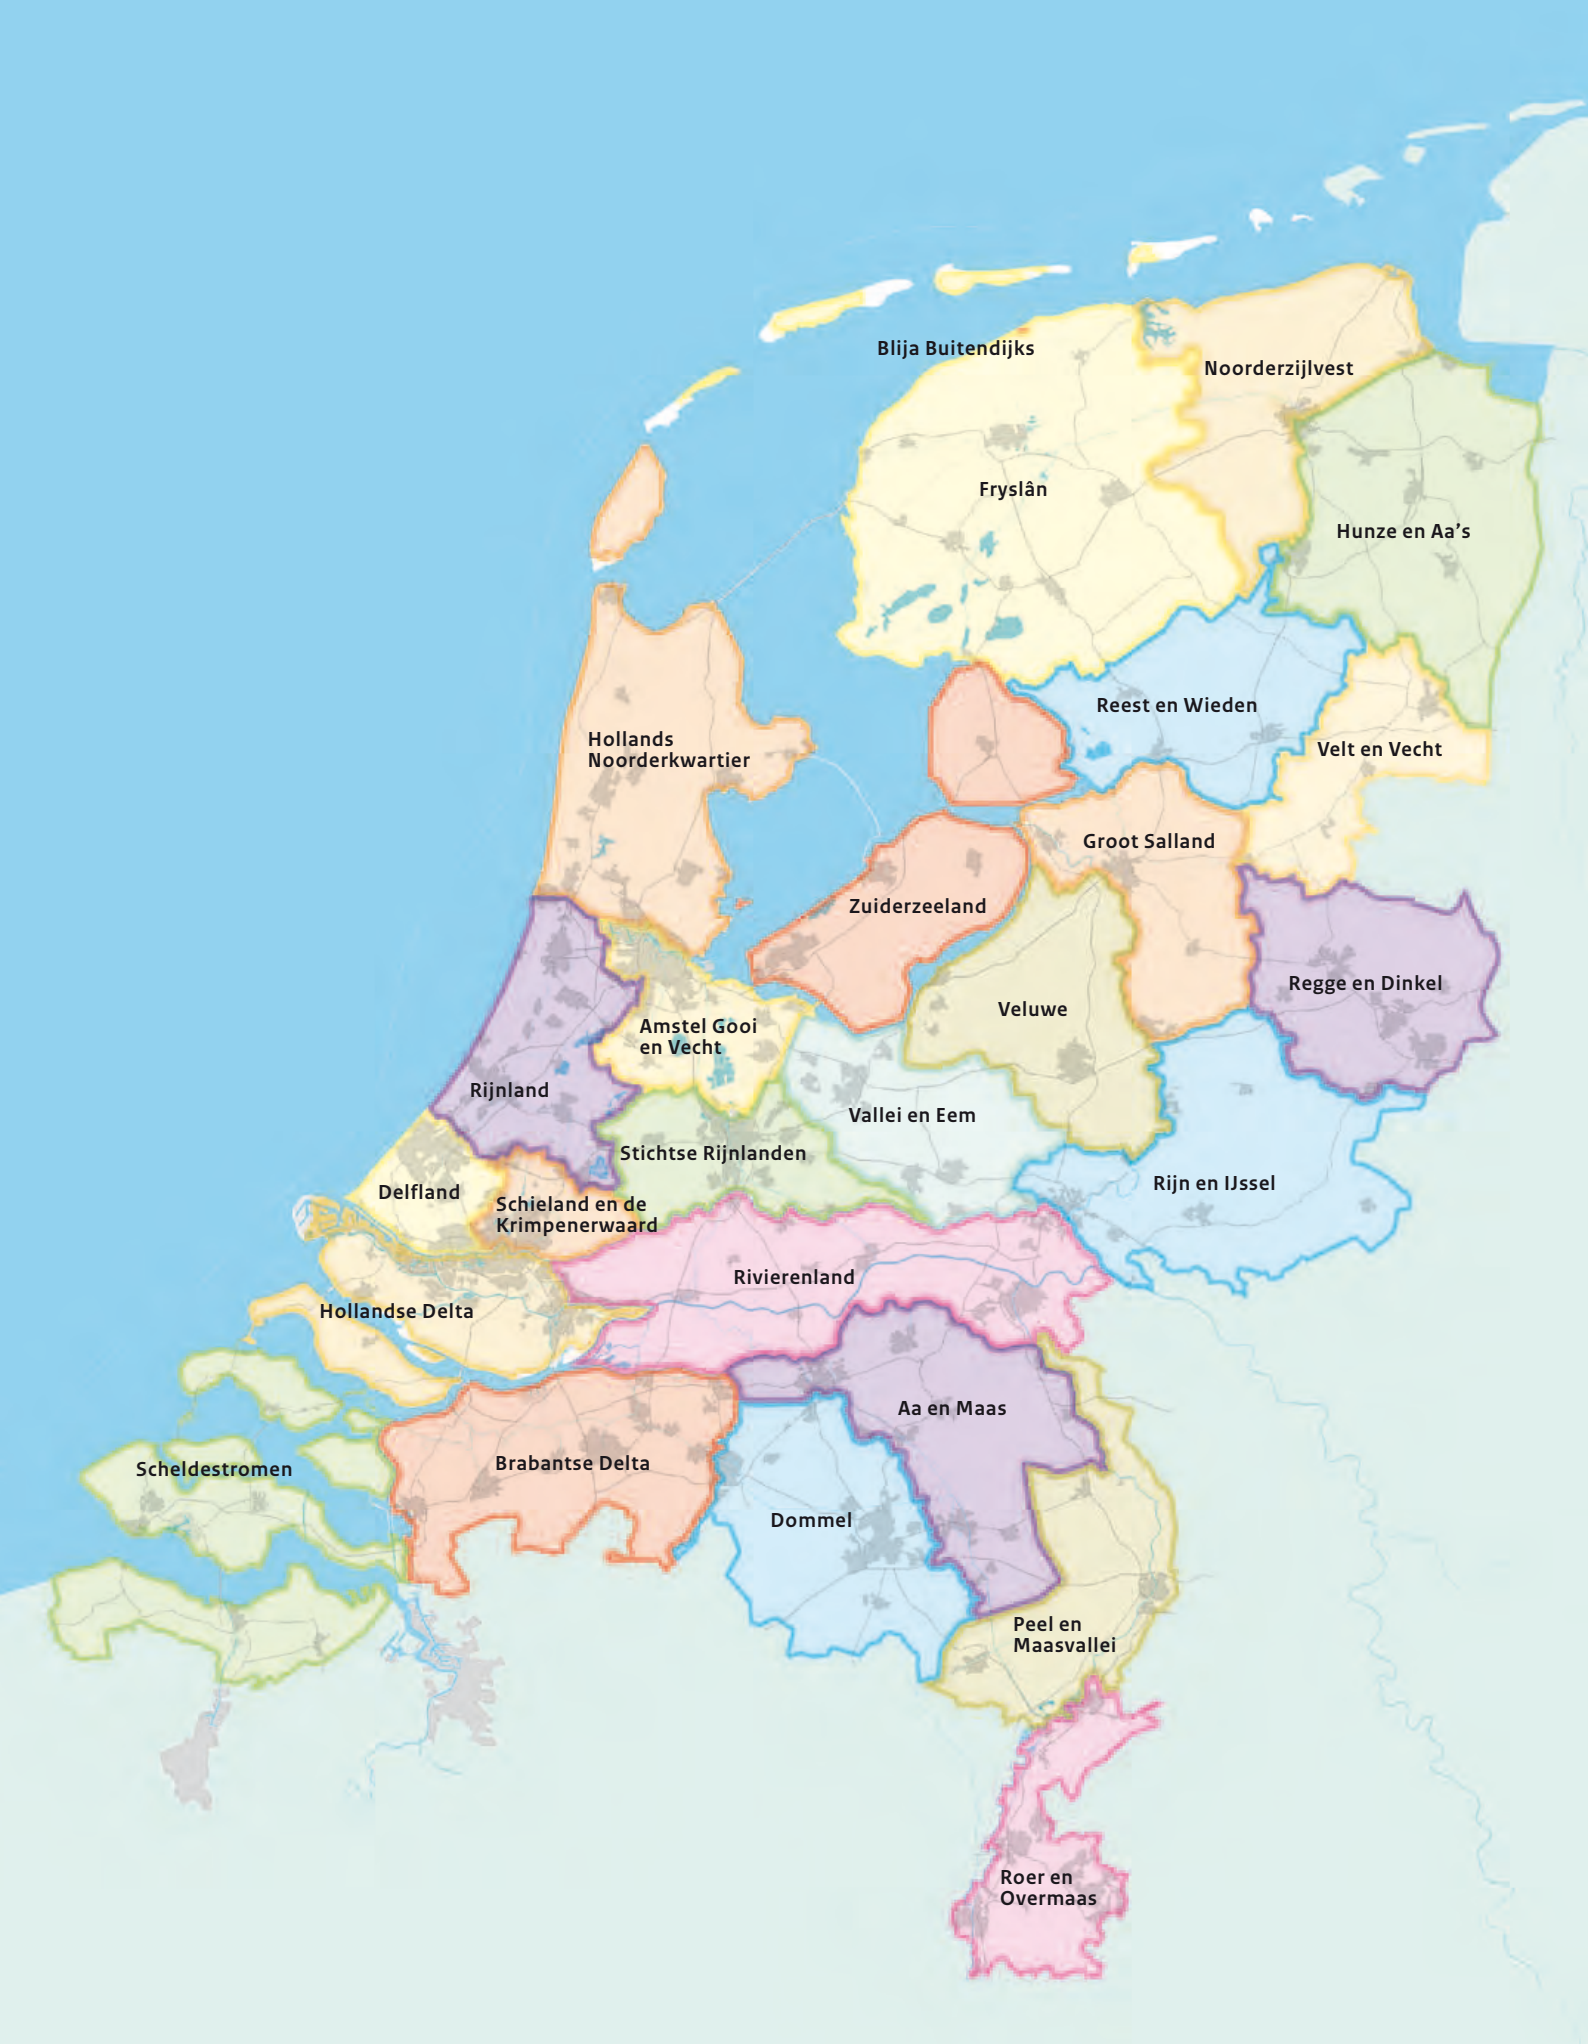 Blija Buitendijks
Noorderzijlvest
Fryslân
Hunze en Aa’s
Reest en Wieden
Hollands
Noorderkwartier
Velt en Vecht
Groot Salland
Zuiderzeeland
Regge en Dinkel
Veluwe
Amstel Gooi
en Vecht
Rijnland
Vallei en Eem
Stichtse Rijnlanden
Rijn en IJssel
Delfland
Schieland en de
Krimpenerwaard
Rivierenland
Hollandse Delta
Aa en Maas
Brabantse Delta
Scheldestromen
Dommel
Peel en
Maasvallei
Roer en
Overmaas